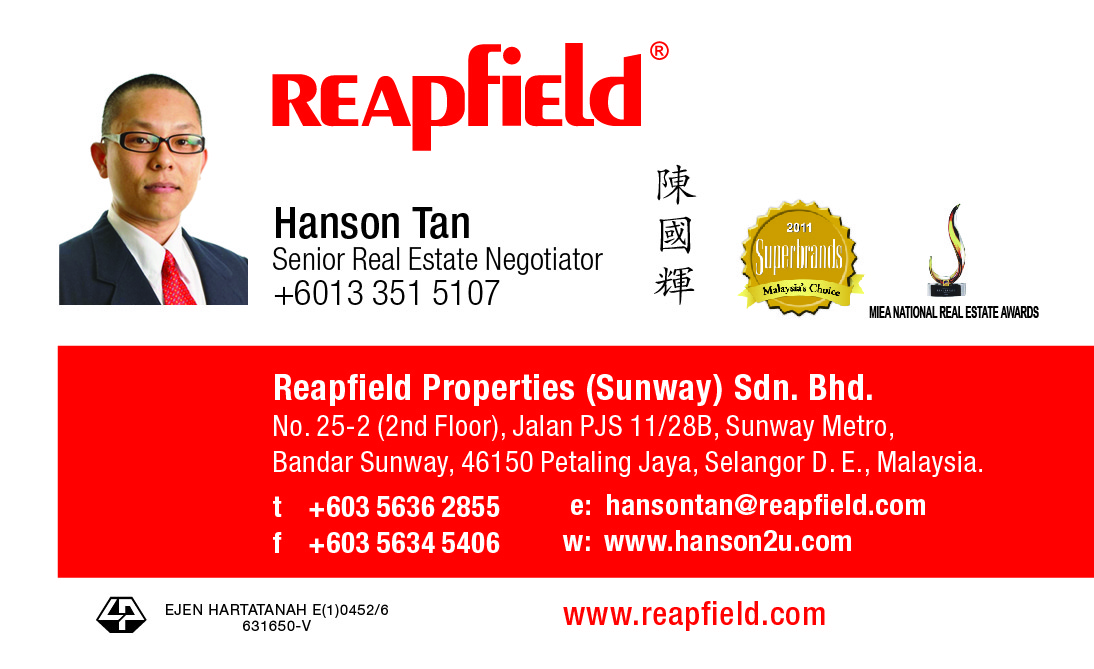 REAPfield®
Hanson Tan
Senior Real Estate Negotiator
+6013 351 5107
陳國輝
2011
Superbrands
Malaysia's Choice
MIEA NATIONAL REAL ESTATE AWARDS
Reapfield Properties (Sunway) Sdn. Bhd.
No. 25-2 (2nd Floor), Jalan PJS 11/28B, Sunway Metro,
Bandar Sunway, 46150 Petaling Jaya, Selangor D. E., Malaysia.
t +603 5636 2855 e: hansontan@reapfield.com
f +603 5634 5406 w: www.hanson2u.com
EJEN HARTATANAH E(1)0452/6
631650-V
www.reapfield.com